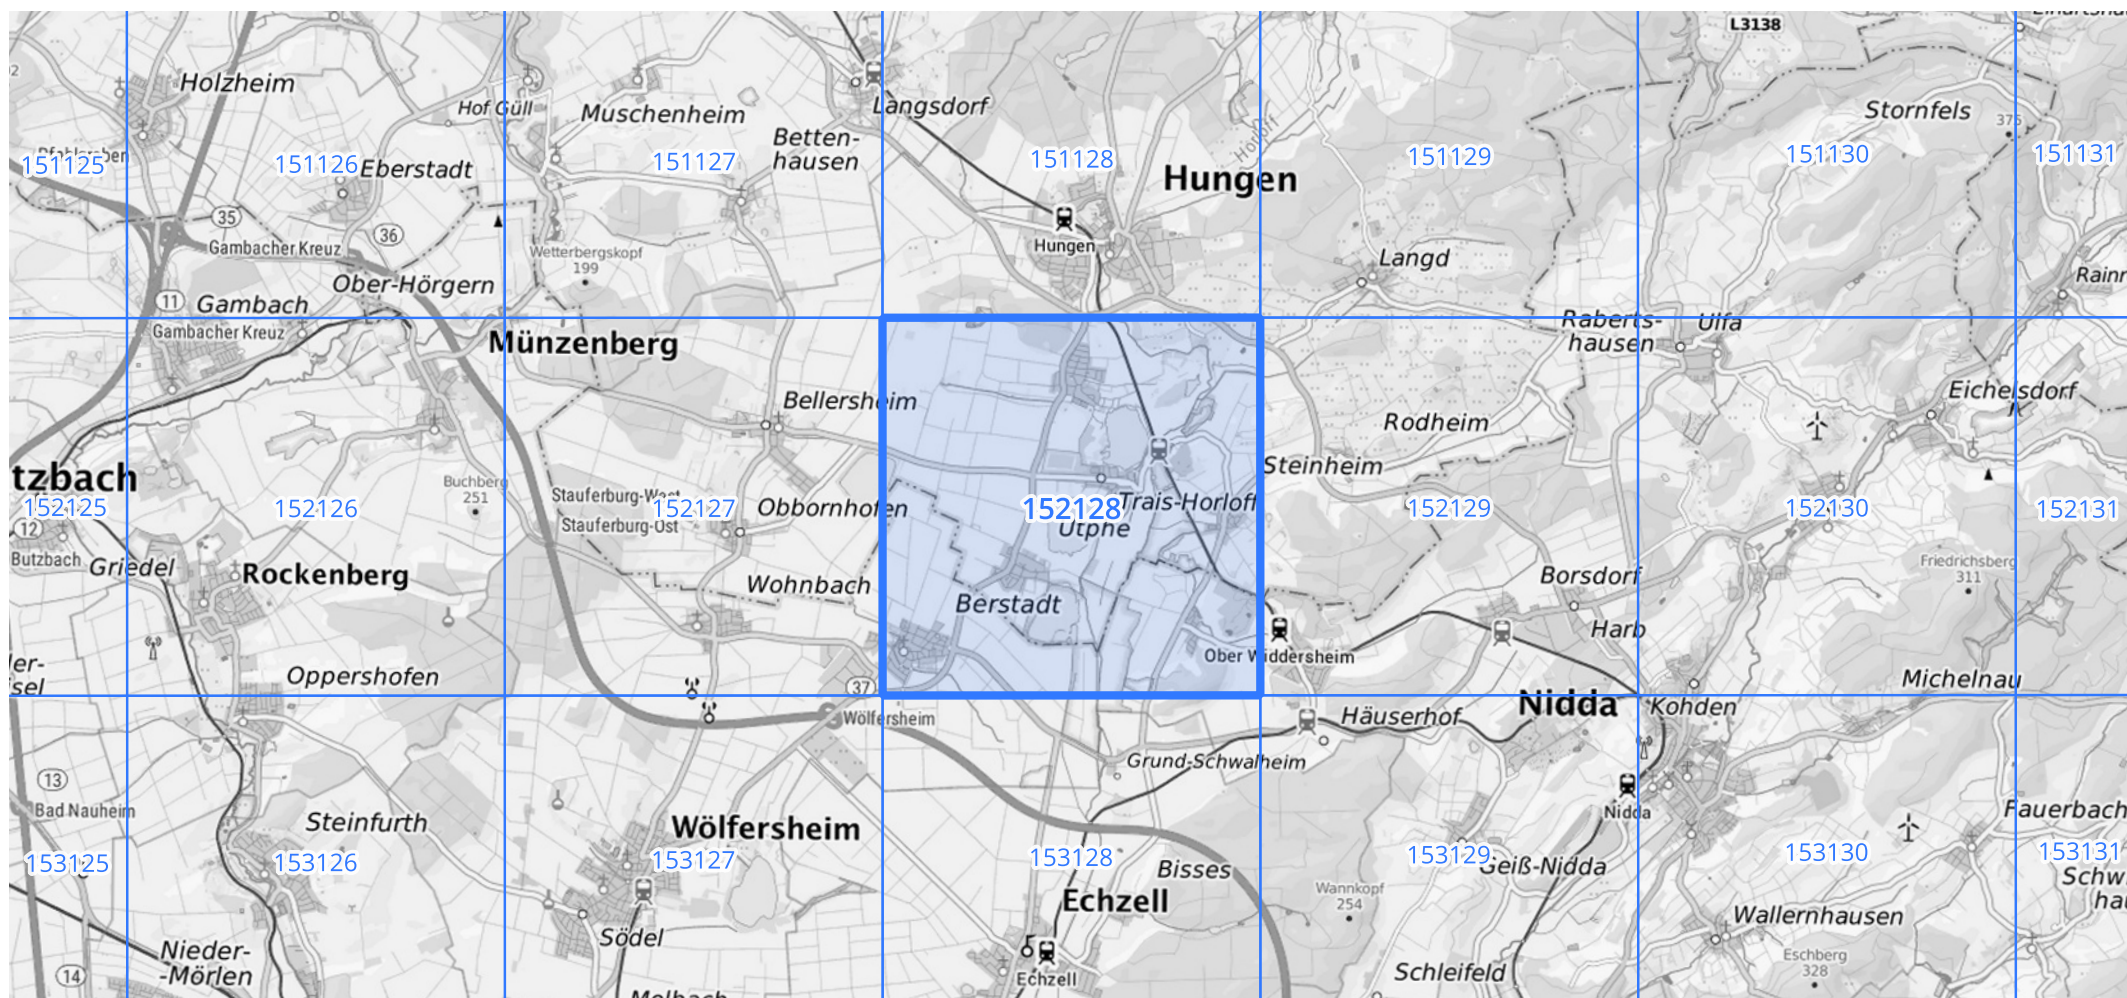 L3138
Holzheim
Hof Güll
Muschenheim
Langsdorf
Stornfels
375
Betten-
hausen
151125
151126
Eberstadt
151127
151128
151129
151130
151131
Hungen
35
36
Gambacher Kreuz
Hungen
Wetterbergskopf
199
Langd
Ober-Hörgern
11
Gambach
Gambacher Kreuz
Münzenberg
Raberts-
hausen
Ulfa
Bellersheim
Eichelsdorf
Rodheim
tzbach
Steinheim
Buchberg
251
Stauferburg-West
Stauferburg-Ost
Obbornhofen
Trais-Horloff
Utphe
152125
152126
152127
152128
152129
152130
152131
12
Butzbach
Griedel
Rockenberg
Wohnbach
Berstadt
Borsdorf
Friedrichsberg
311
Harb
Ober Widdersheim
Oppershofen
37
Michelnau
Wölfersheim
Häuserhof
Nidda
Kohden
Grund-Schwalheim
13
Bad Nauheim
Nidda
Fauerbach
Steinfurth
Wölfersheim
153125
153126
153127
153128
153129
153130
153131
Bisses
Geiß-Nidda
Echzell
Wannkopf
254
Wallernhausen
Södel
Nieder-
-Mörlen
14
Echzell
Schleifeld
Eschberg
328